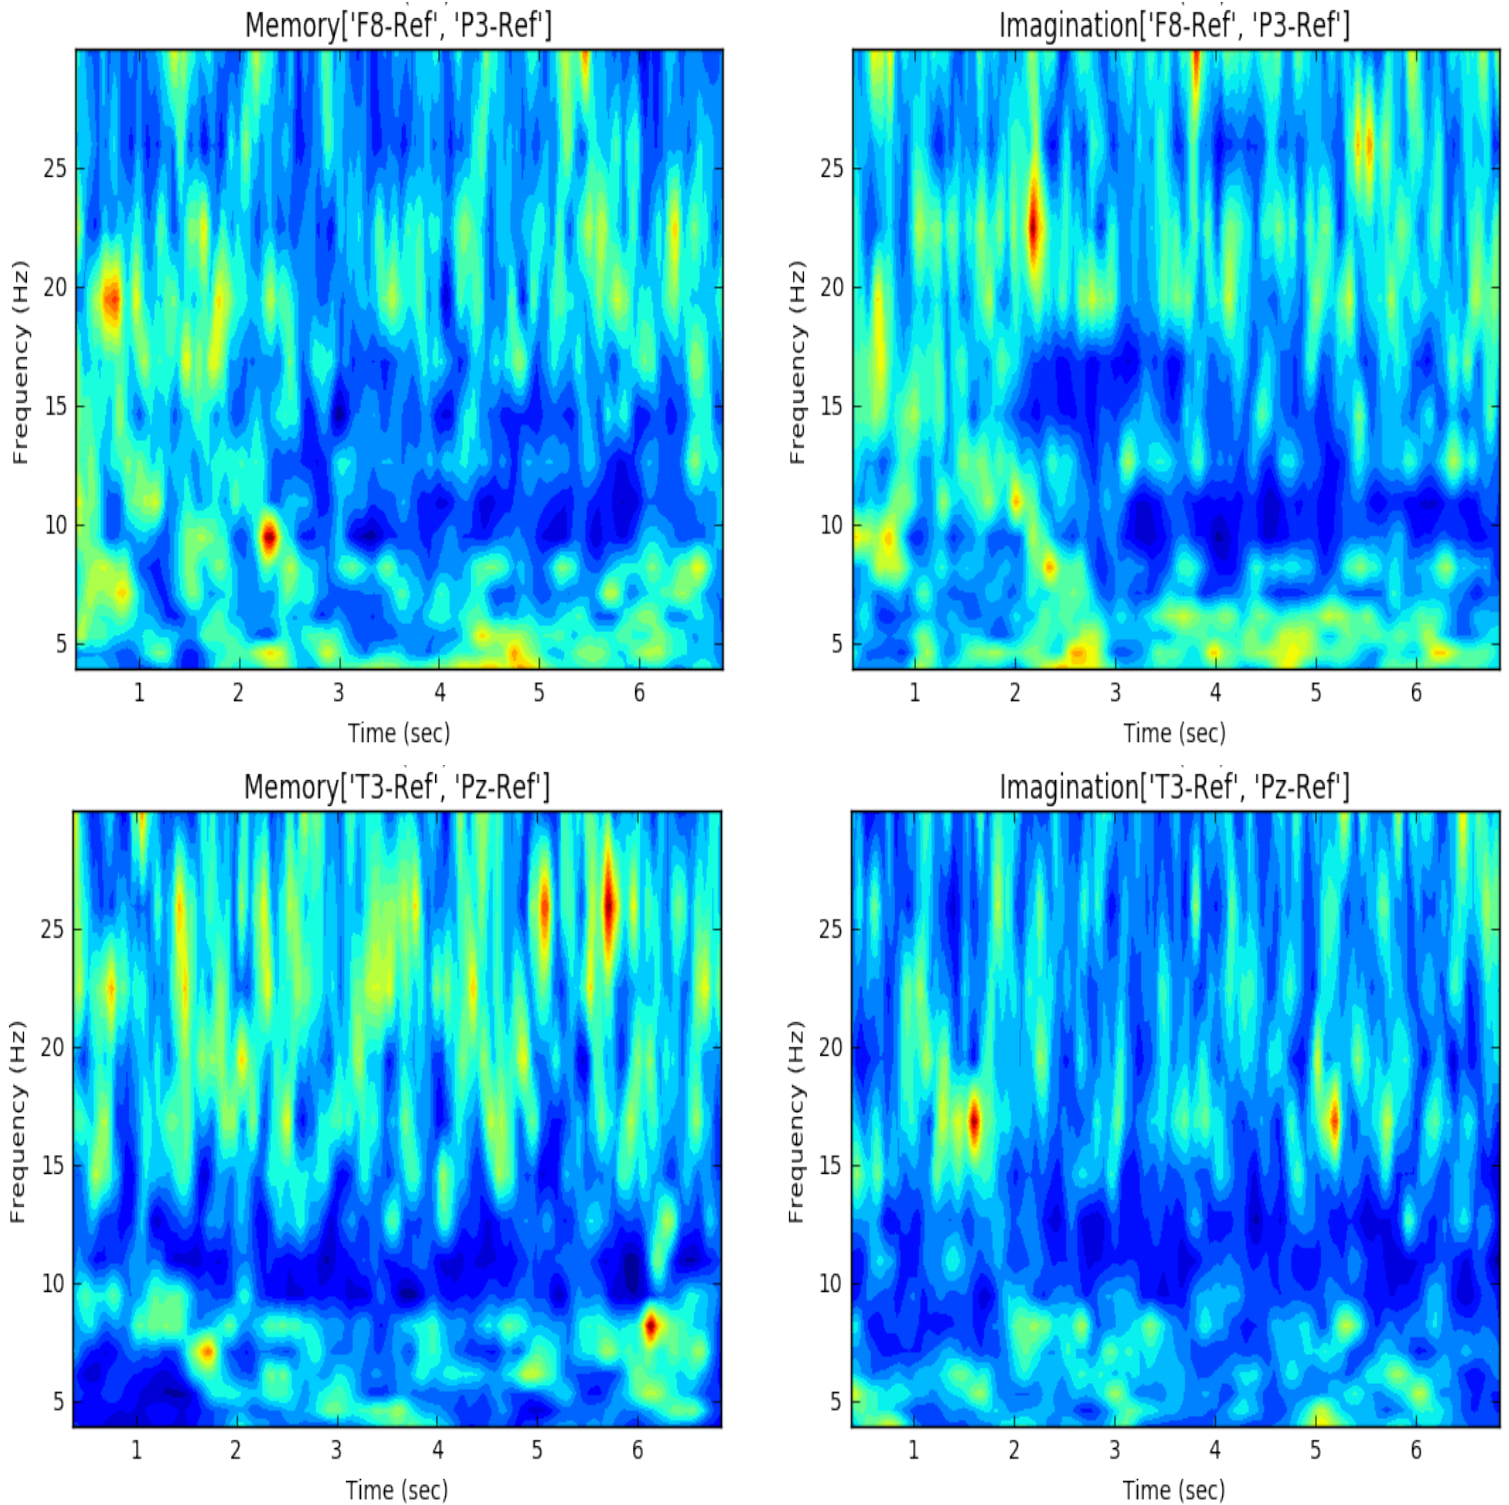 Memory['F8-Ref', 'P3-Ref']
Frequency (Hz)
25
20
15
10
5
1 2 3 4 5 6
Time (sec)
Imagination['F8-Ref', 'P3-Ref']
Frequency (Hz)
25
20
15
10
5
1 2 3 4 5 6
Time (sec)
Memory['T3-Ref', 'Pz-Ref']
Frequency (Hz)
25
20
15
10
5
1 2 3 4 5 6
Time (sec)
Imagination['T3-Ref', 'Pz-Ref']
Frequency (Hz)
25
20
15
10
5
1 2 3 4 5 6
Time (sec)